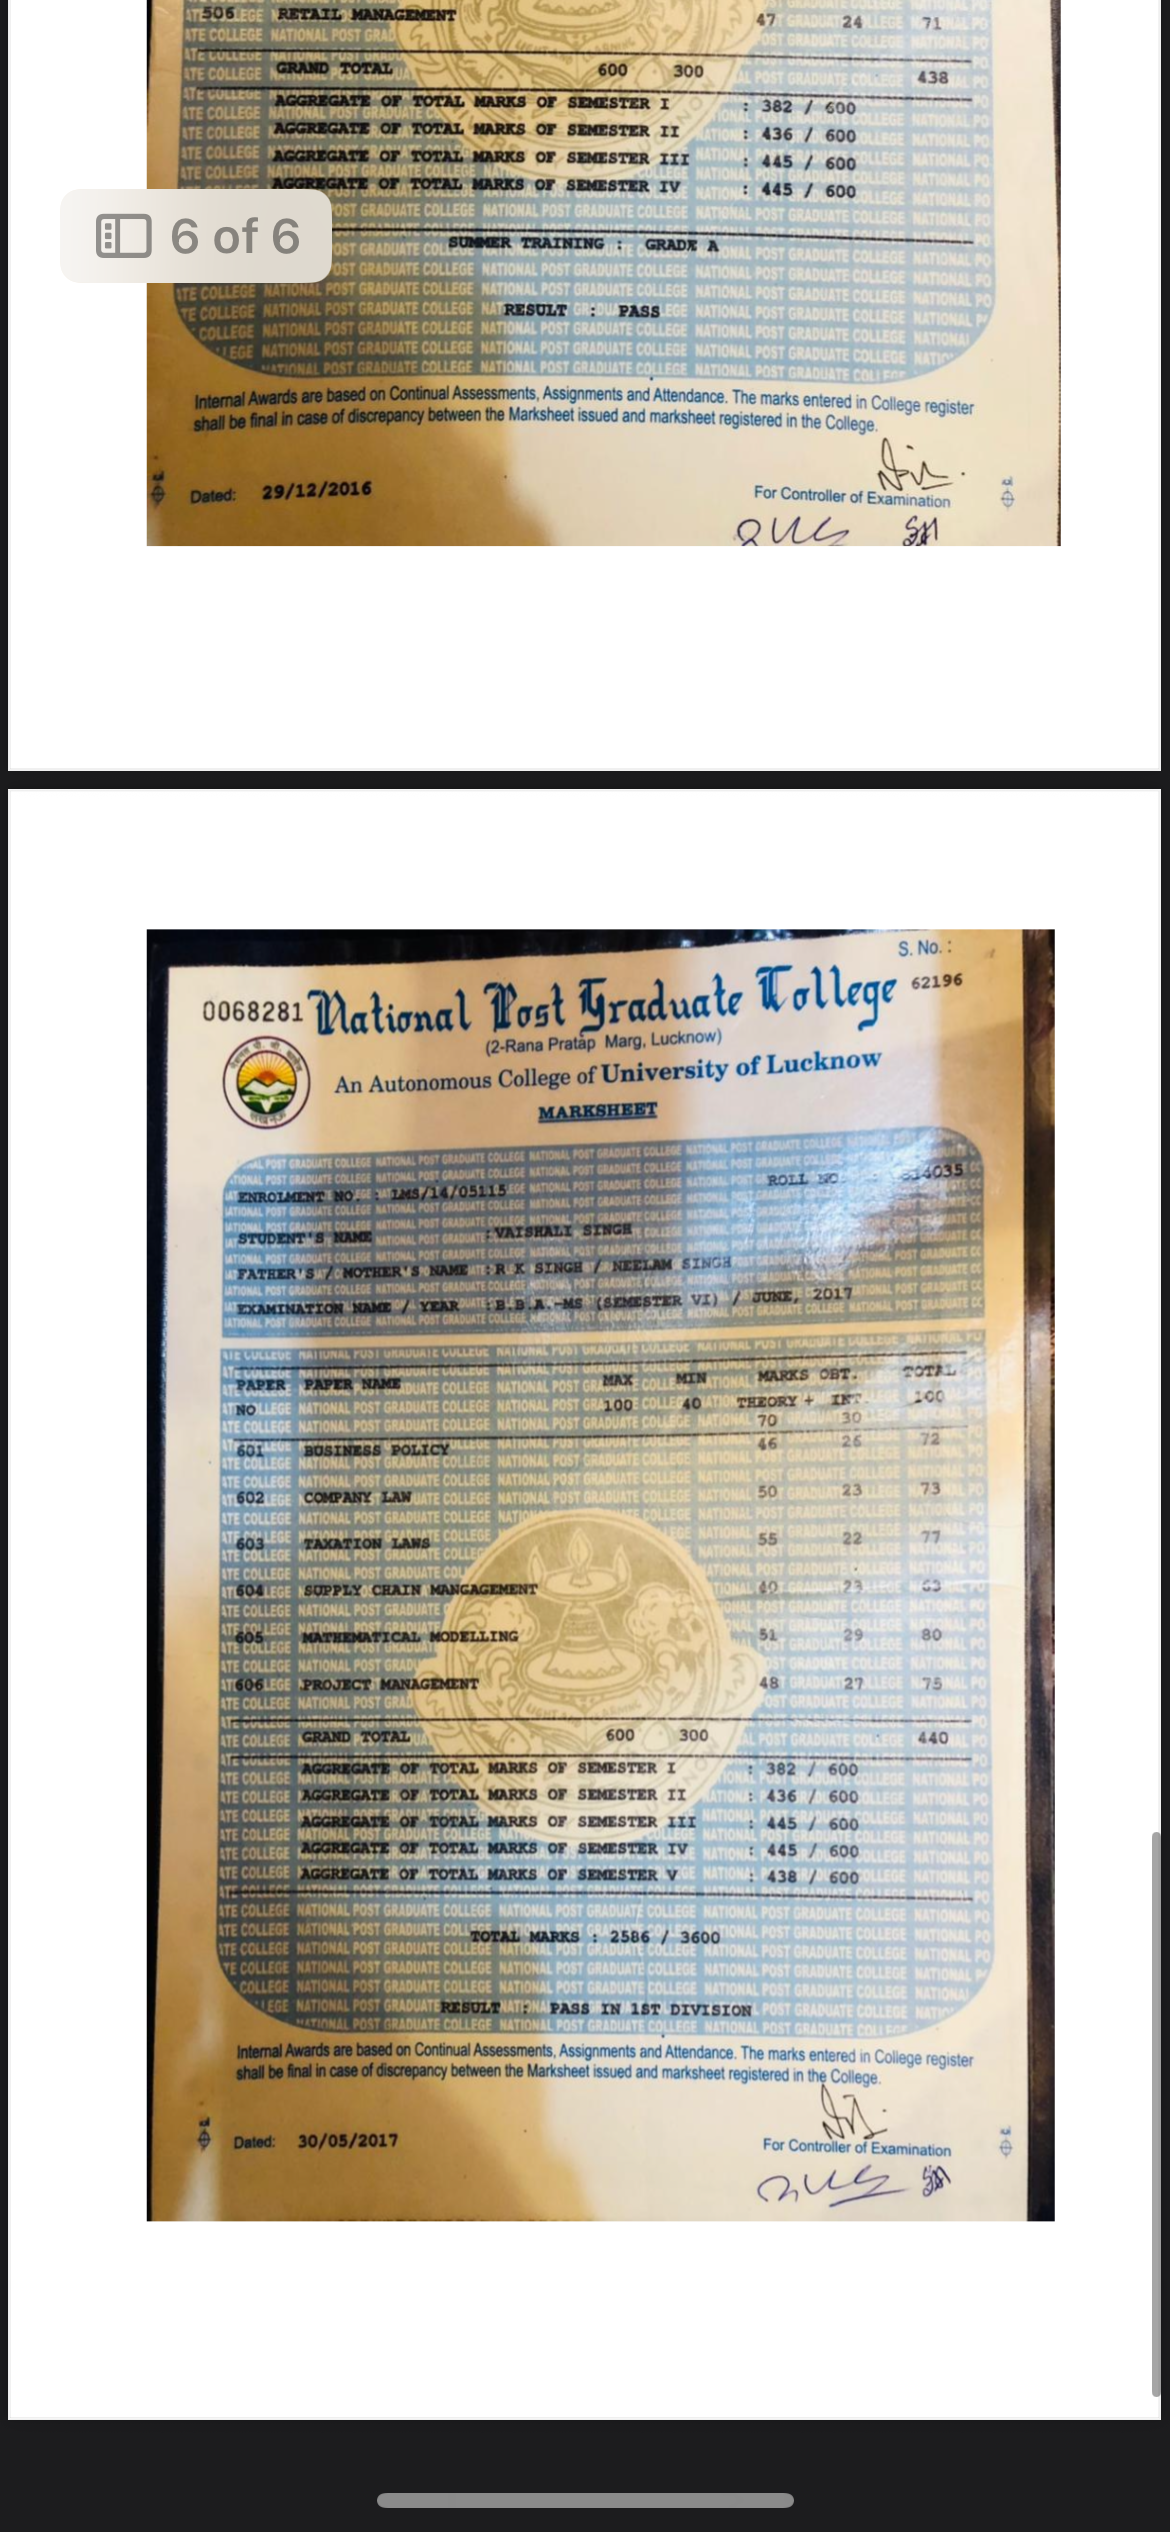 506 RETAIL MANAGEMENT 47 24 71
GRAND TOTAL 600 300 438
AGGREGATE OF TOTAL MARKS OF SEMESTER I : 382 / 600
AGGREGATE OF TOTAL MARKS OF SEMESTER II : 436 / 600
AGGREGATE OF TOTAL MARKS OF SEMESTER III : 445 / 600
AGGREGATE OF TOTAL MARKS OF SEMESTER IV : 445 / 600
6 of 6
SUMMER TRAINING : GRADE A
RESULT : PASS
Internal Awards are based on Continual Assessments, Assignments and Attendance. The marks entered in College register
shall be final in case of discrepancy between the Marksheet issued and marksheet registered in the College.
Dated: 29/12/2016
For Controller of Examination
S. No. :
62196
0068281 National Post Graduate College
(2-Rana Pratap Marg, Lucknow)
An Autonomous College of University of Lucknow
MARKSHEET
ENROLMENT NO. : LMS/14/05115 ROLL NO. 14035
STUDENT'S NAME : VAISHALI SINGH
FATHER'S / MOTHER'S NAME : R K SINGH / NEELAM SINGH
EXAMINATION NAME / YEAR : B.B.A.-MS (SEMESTER VI) / JUNE, 2017
PAPER PAPER NAME MAX MIN MARKS OBT. TOTAL
NO 100 40 THEORY + INT. 100
70 30
601 BUSINESS POLICY 46 26 72
602 COMPANY LAW 50 23 73
603 TAXATION LAWS 55 22 77
604 SUPPLY CHAIN MANGAGEMENT 40 23 63
605 MATHEMATICAL MODELLING 51 29 80
606 PROJECT MANAGEMENT 48 27 75
GRAND TOTAL 600 300 440
AGGREGATE OF TOTAL MARKS OF SEMESTER I : 382 / 600
AGGREGATE OF TOTAL MARKS OF SEMESTER II : 436 / 600
AGGREGATE OF TOTAL MARKS OF SEMESTER III : 445 / 600
AGGREGATE OF TOTAL MARKS OF SEMESTER IV : 445 / 600
AGGREGATE OF TOTAL MARKS OF SEMESTER V : 438 / 600
TOTAL MARKS : 2586 / 3600
RESULT : PASS IN 1ST DIVISION
Internal Awards are based on Continual Assessments, Assignments and Attendance. The marks entered in College register
shall be final in case of discrepancy between the Marksheet issued and marksheet registered in the College.
Dated: 30/05/2017
For Controller of Examination